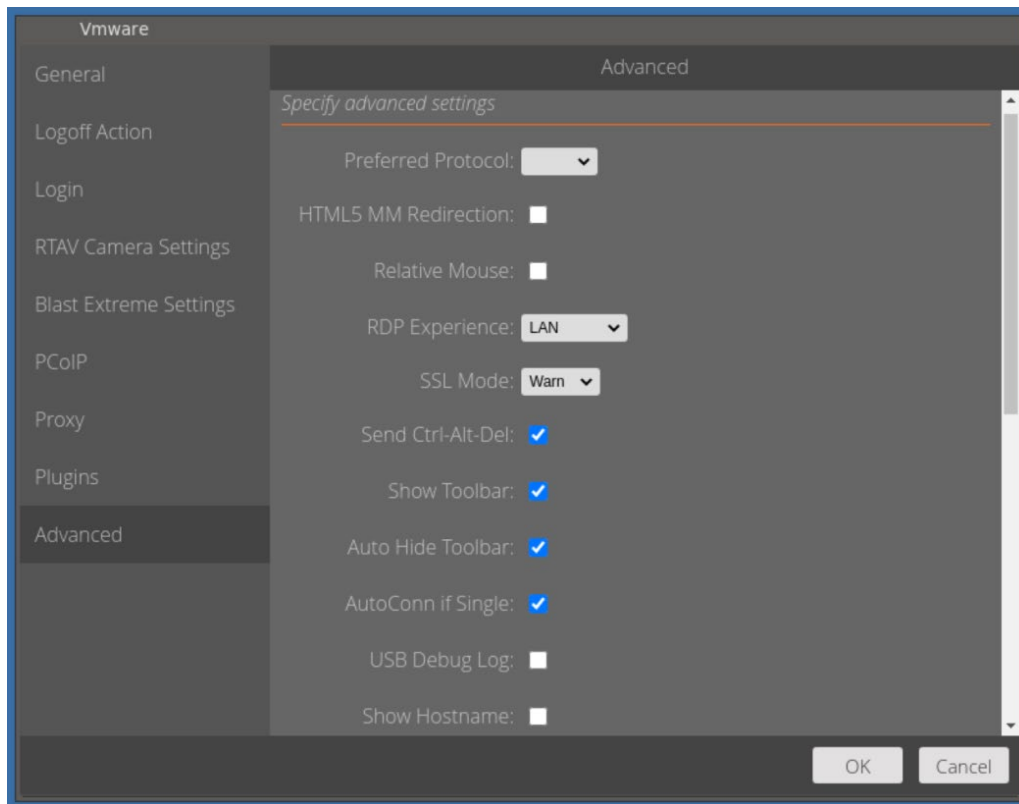 Vmware
General
Logoff Action
Login
RTAV Camera Settings
Blast Extreme Settings
PCoIP
Proxy
Plugins
Advanced
Advanced
Specify advanced settings
Preferred Protocol:
HTML5 MM Redirection:
Relative Mouse:
RDP Experience: LAN
SSL Mode: Warn
Send Ctrl-Alt-Del:
Show Toolbar:
Auto Hide Toolbar:
AutoConn if Single:
USB Debug Log:
Show Hostname:
OK Cancel